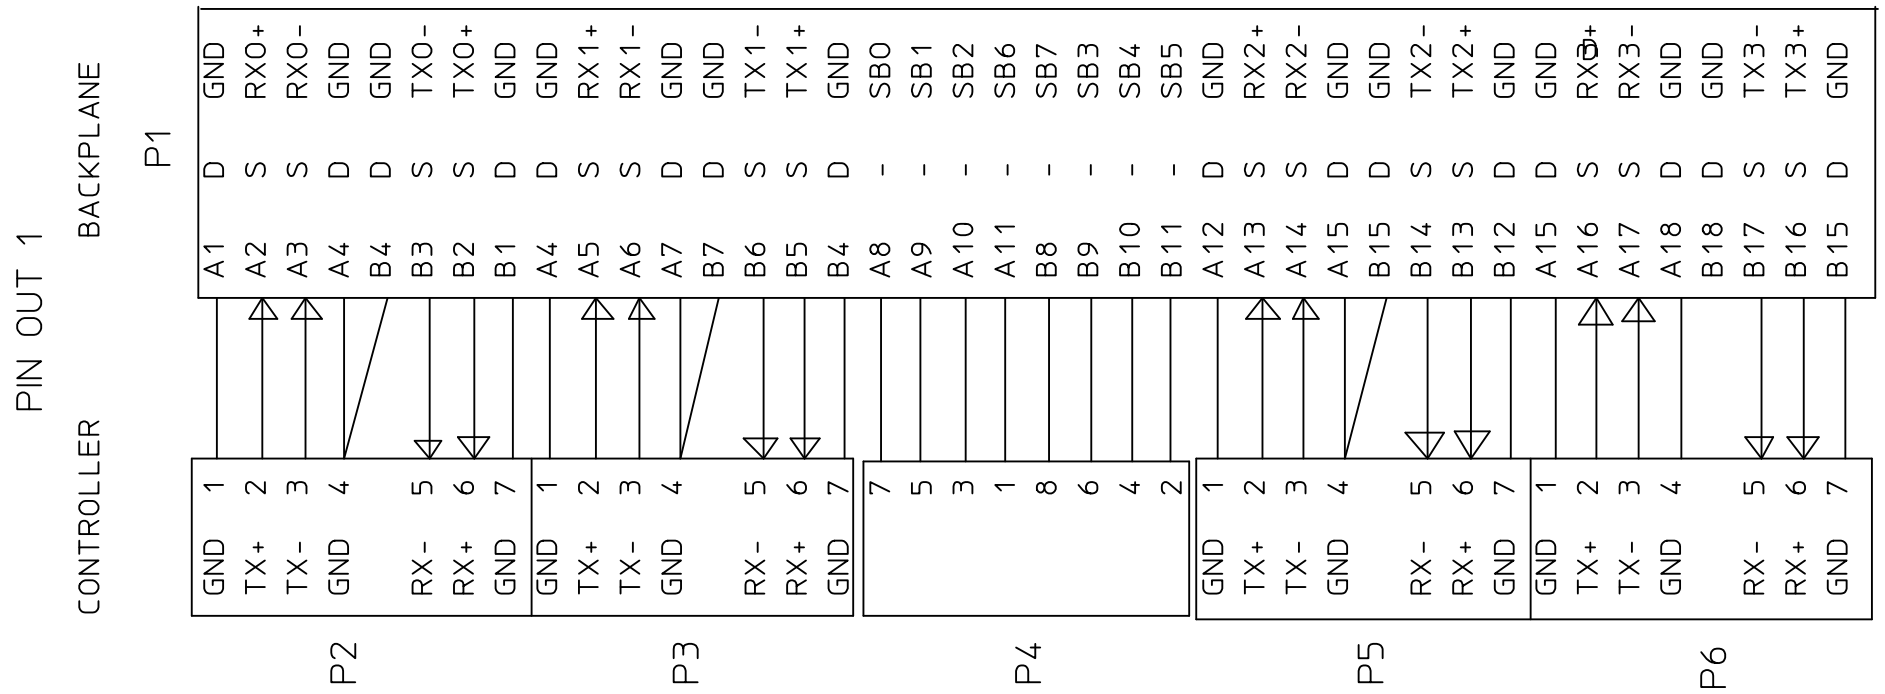 PIN OUT 1
CONTROLLER BACKPLANE
P1
GND 1 A1 D GND
TX+ 2 A2 S RX0+
TX- 3 A3 S RX0-
P2 GND 4 A4 D GND
B4 D GND
RX- 5 B3 S TX0-
RX+ 6 B2 S TX0+
GND 7 B1 D GND
GND 1 A4 D GND
TX+ 2 A5 S RX1+
TX- 3 A6 S RX1-
P3 GND 4 A7 D GND
B7 D GND
RX- 5 B6 S TX1-
RX+ 6 B5 S TX1+
GND 7 B4 D GND
7 A8 - SB0
5 A9 - SB1
3 A10 - SB2
1 A11 - SB6
P4 8 B8 - SB7
6 B9 - SB3
4 B10 - SB4
2 B11 - SB5
GND 1 A12 D GND
TX+ 2 A13 S RX2+
TX- 3 A14 S RX2-
GND 4 A15 D GND
P5 B15 D GND
RX- 5 B14 S TX2-
RX+ 6 B13 S TX2+
GND 7 B12 D GND
GND 1 A15 D GND
TX+ 2 A16 S RX3+
TX- 3 A17 S RX3-
GND 4 A18 D GND
P6 B18 D GND
RX- 5 B17 S TX3-
RX+ 6 B16 S TX3+
GND 7 B15 D GND